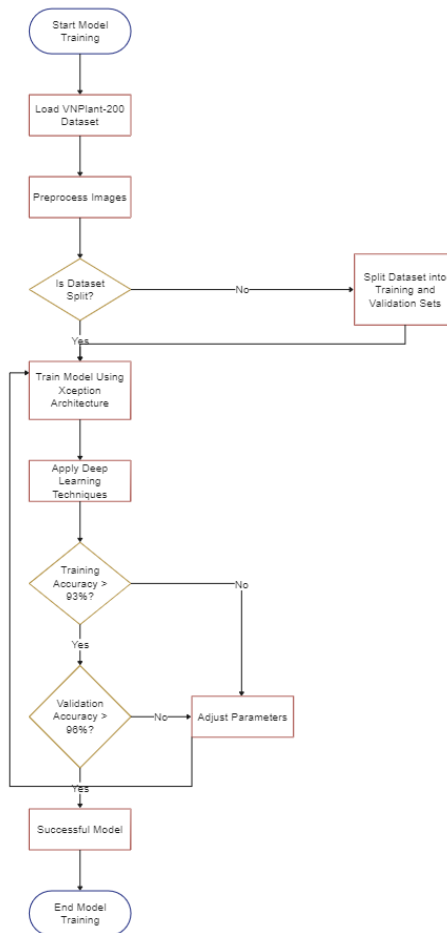 Start Model
Training
Load VNPlant-200
Dataset
Preprocess Images
Is Dataset
Split?
No
Split Dataset into
Training and
Validation Sets
Yes
Train Model Using
Xception
Architecture
Apply Deep
Learning
Techniques
Training
Accuracy >
93%?
No
Yes
Validation
Accuracy >
96%?
No
Adjust Parameters
Yes
Successful Model
End Model
Training